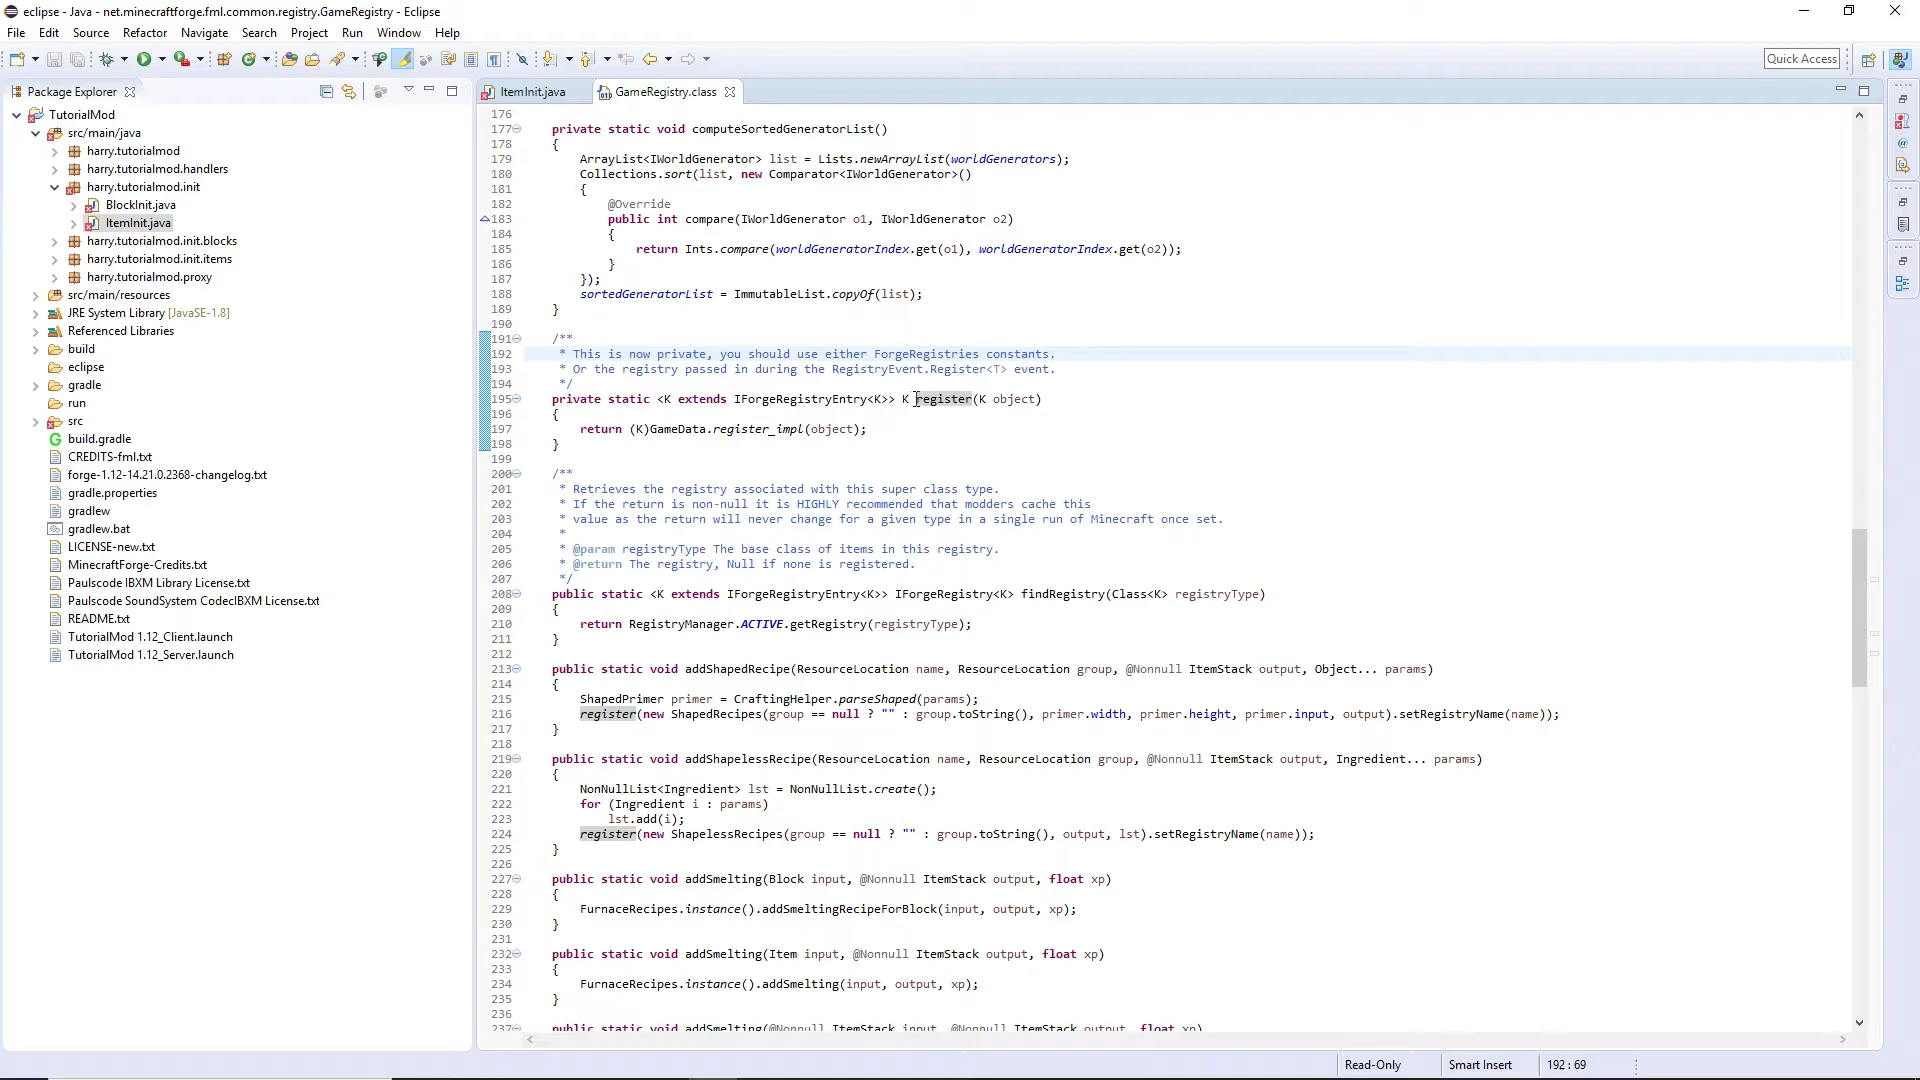 eclipse - Java - net.minecraftforge.fml.common.registry.GameRegistry - Eclipse
File Edit Source Refactor Navigate Search Project Run Window Help
Quick Access
Package Explorer
TutorialMod
src/main/java
harry.tutorialmod
harry.tutorialmod.handlers
harry.tutorialmod.init
BlockInit.java
ItemInit.java
harry.tutorialmod.init.blocks
harry.tutorialmod.init.items
harry.tutorialmod.proxy
src/main/resources
JRE System Library [JavaSE-1.8]
Referenced Libraries
build
eclipse
gradle
run
src
build.gradle
CREDITS-fml.txt
forge-1.12-14.21.0.2368-changelog.txt
gradle.properties
gradlew
gradlew.bat
LICENSE-new.txt
MinecraftForge-Credits.txt
Paulscode IBXM Library License.txt
Paulscode SoundSystem CodecIBXM License.txt
README.txt
TutorialMod 1.12_Client.launch
TutorialMod 1.12_Server.launch
ItemInit.java GameRegistry.class
176
177 private static void computeSortedGeneratorList()
178 {
179 ArrayList<IWorldGenerator> list = Lists.newArrayList(worldGenerators);
180 Collections.sort(list, new Comparator<IWorldGenerator>()
181 {
182 @Override
183 public int compare(IWorldGenerator o1, IWorldGenerator o2)
184 {
185 return Ints.compare(worldGeneratorIndex.get(o1), worldGeneratorIndex.get(o2));
186 }
187 });
188 sortedGeneratorList = ImmutableList.copyOf(list);
189 }
190
191 /**
192 * This is now private, you should use either ForgeRegistries constants.
193 * Or the registry passed in during the RegistryEvent.Register<T> event.
194 */
195 private static <K extends IForgeRegistryEntry<K>> K register(K object)
196 {
197 return (K)GameData.register_impl(object);
198 }
199
200 /**
201 * Retrieves the registry associated with this super class type.
202 * If the return is non-null it is HIGHLY recommended that modders cache this
203 * value as the return will never change for a given type in a single run of Minecraft once set.
204 *
205 * @param registryType The base class of items in this registry.
206 * @return The registry, Null if none is registered.
207 */
208 public static <K extends IForgeRegistryEntry<K>> IForgeRegistry<K> findRegistry(Class<K> registryType)
209 {
210 return RegistryManager.ACTIVE.getRegistry(registryType);
211 }
212
213 public static void addShapedRecipe(ResourceLocation name, ResourceLocation group, @Nonnull ItemStack output, Object... params)
214 {
215 ShapedPrimer primer = CraftingHelper.parseShaped(params);
216 register(new ShapedRecipes(group == null ? "" : group.toString(), primer.width, primer.height, primer.input, output).setRegistryName(name));
217 }
218
219 public static void addShapelessRecipe(ResourceLocation name, ResourceLocation group, @Nonnull ItemStack output, Ingredient... params)
220 {
221 NonNullList<Ingredient> lst = NonNullList.create();
222 for (Ingredient i : params)
223 lst.add(i);
224 register(new ShapelessRecipes(group == null ? "" : group.toString(), output, lst).setRegistryName(name));
225 }
226
227 public static void addSmelting(Block input, @Nonnull ItemStack output, float xp)
228 {
229 FurnaceRecipes.instance().addSmeltingRecipeForBlock(input, output, xp);
230 }
231
232 public static void addSmelting(Item input, @Nonnull ItemStack output, float xp)
233 {
234 FurnaceRecipes.instance().addSmelting(input, output, xp);
235 }
236
237 public static void addSmelting(@Nonnull ItemStack input, @Nonnull ItemStack output, float xp)
Read-Only Smart Insert 192 : 69